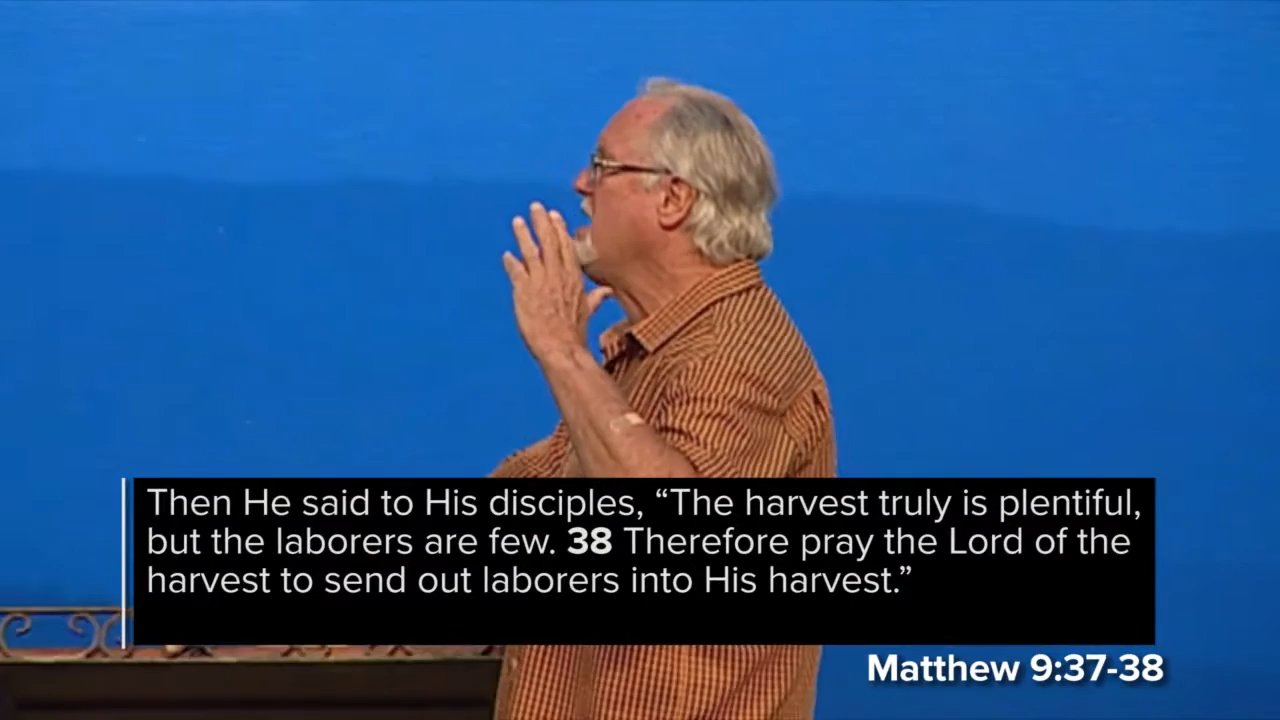 Then He said to His disciples, “The harvest truly is plentiful,
but the laborers are few. 38 Therefore pray the Lord of the
harvest to send out laborers into His harvest.”
Matthew 9:37-38